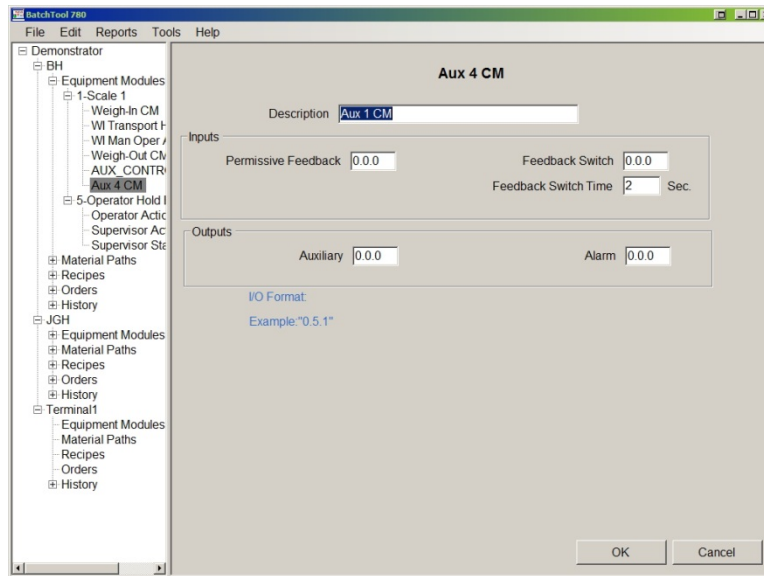 BatchTool 780
File Edit Reports Tools Help
Demonstrator
BH
Equipment Modules
1-Scale 1
Weigh-In CM
WI Transport H
WI Man Oper A
Weigh-Out CM
AUX_CONTR
Aux 4 CM
5-Operator Hold
Operator Actio
Supervisor Ac
Supervisor Sta
Material Paths
Recipes
Orders
History
JGH
Equipment Modules
Material Paths
Recipes
Orders
History
Terminal1
Equipment Modules
Material Paths
Recipes
Orders
History
Aux 4 CM
Description Aux 1 CM
Inputs
Permissive Feedback 0.0.0 Feedback Switch 0.0.0
Feedback Switch Time 2 Sec.
Outputs
Auxiliary 0.0.0 Alarm 0.0.0
I/O Format:
Example:"0.5.1"
OK Cancel